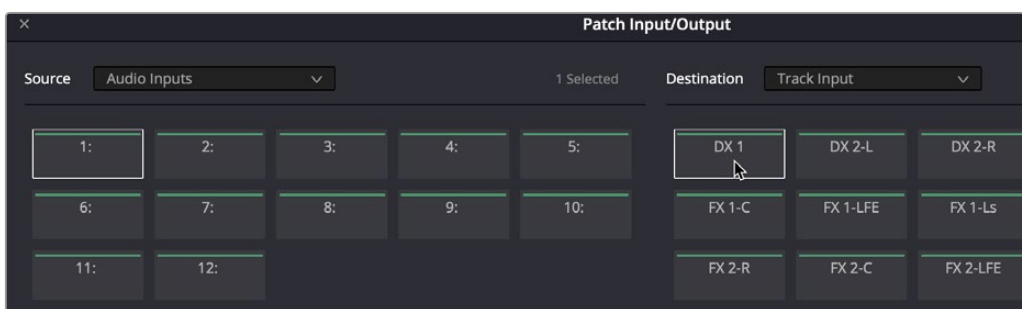 × Patch Input/Output
Source Audio Inputs 1 Selected Destination Track Input
1: 2: 3: 4: 5: DX 1 DX 2-L DX 2-R
6: 7: 8: 9: 10: FX 1-C FX 1-LFE FX 1-Ls
11: 12: FX 2-R FX 2-C FX 2-LFE